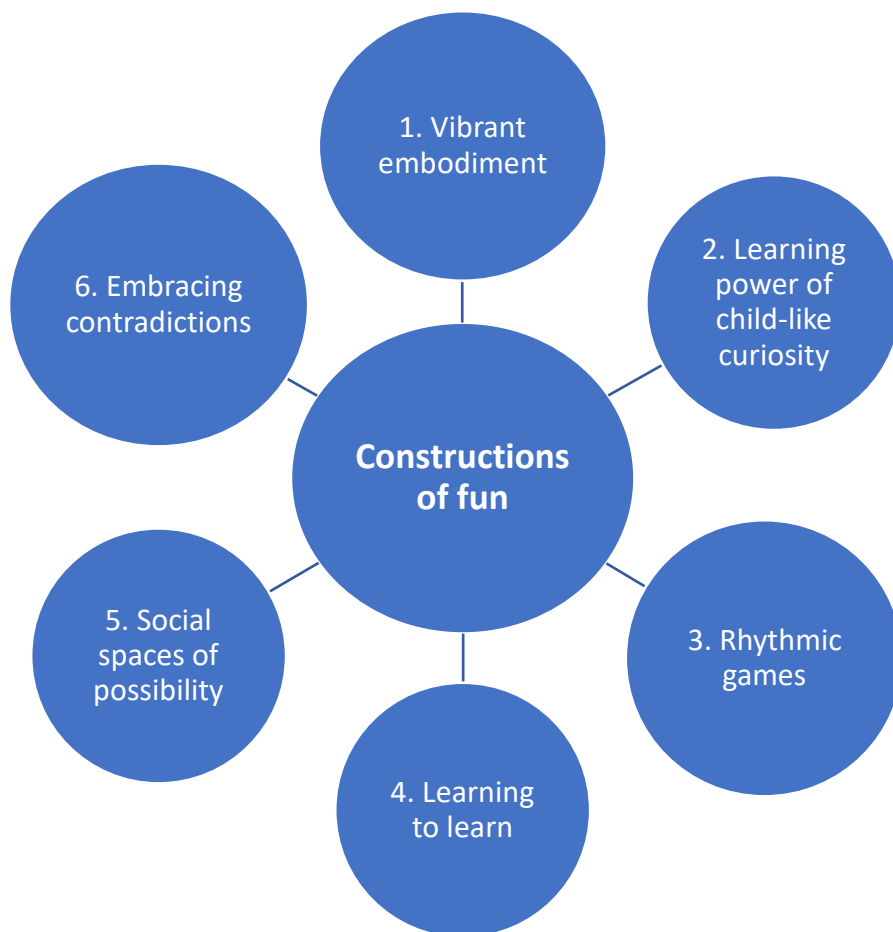 1. Vibrant
embodiment
2. Learning
power of
child-like
curiosity
3. Rhythmic
games
4. Learning
to learn
5. Social
spaces of
possibility
6. Embracing
contradictions
Constructions
of fun